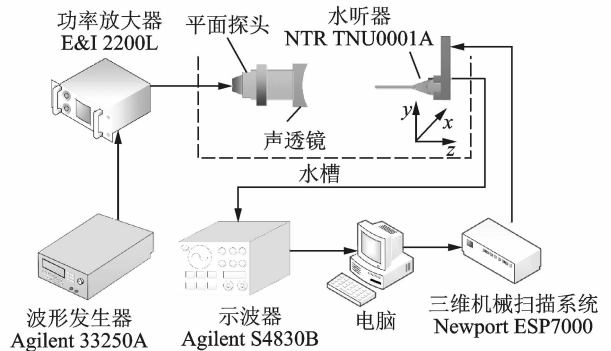 功率放大器
E&I 2200L
平面探头
水听器
NTR TNU0001A
声透镜
y
x
z
水槽
波形发生器
Agilent 33250A
示波器
Agilent S4830B
电脑
三维机械扫描系统
Newport ESP7000